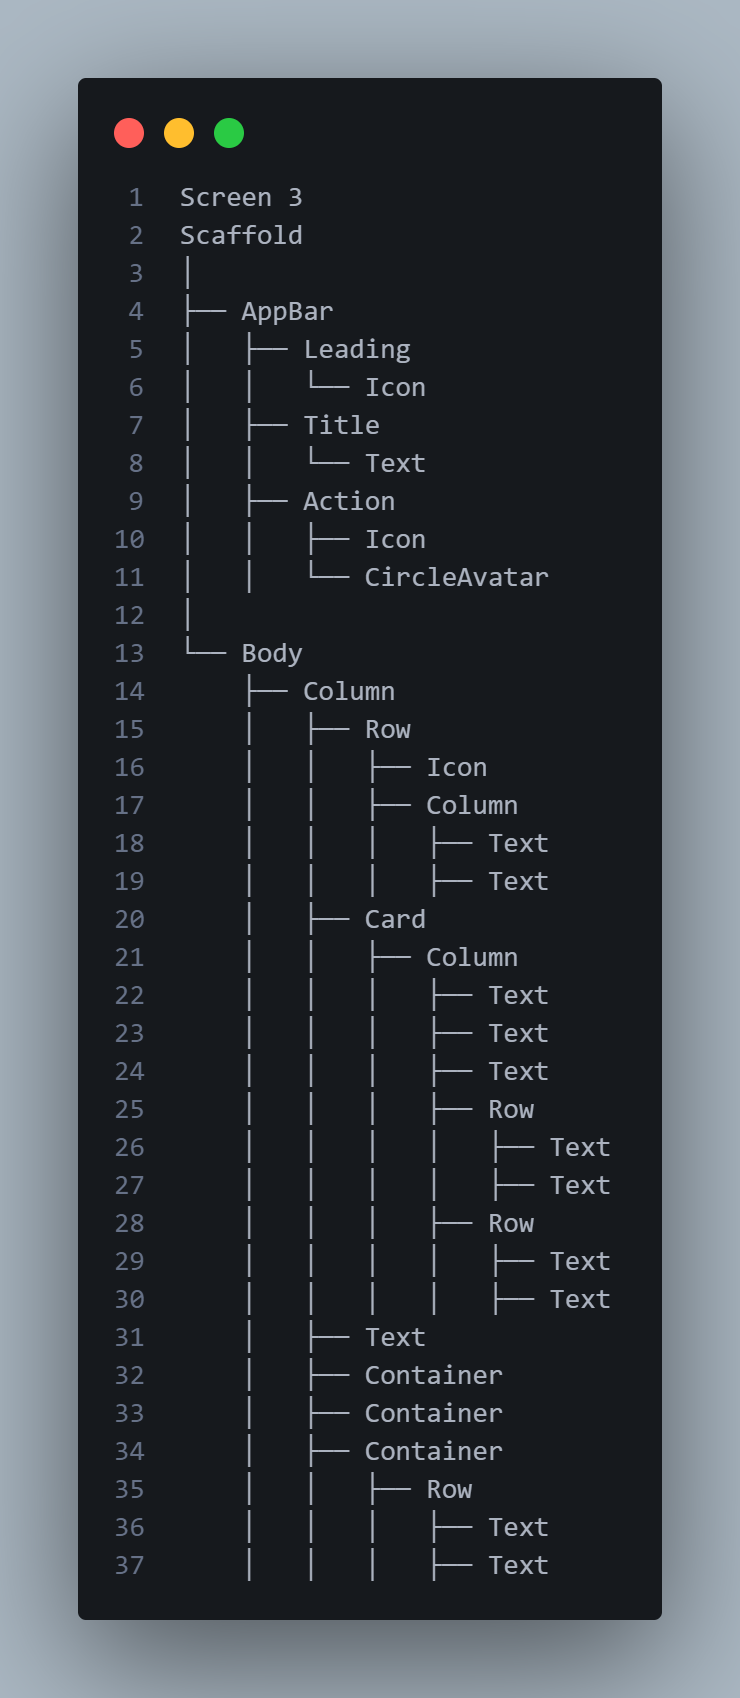 1 Screen 3
2 Scaffold
3 │
4 ├── AppBar
5 │   ├── Leading
6 │   │   └── Icon
7 │   ├── Title
8 │   │   └── Text
9 │   ├── Action
10 │   │   ├── Icon
11 │   │   └── CircleAvatar
12 │
13 └── Body
14     ├── Column
15     │   ├── Row
16     │   │   ├── Icon
17     │   │   ├── Column
18     │   │   │   ├── Text
19     │   │   │   ├── Text
20     │   ├── Card
21     │   │   ├── Column
22     │   │   │   ├── Text
23     │   │   │   ├── Text
24     │   │   │   ├── Text
25     │   │   │   ├── Row
26     │   │   │   │   ├── Text
27     │   │   │   │   ├── Text
28     │   │   │   ├── Row
29     │   │   │   │   ├── Text
30     │   │   │   │   ├── Text
31     │   ├── Text
32     │   ├── Container
33     │   ├── Container
34     │   ├── Container
35     │   │   ├── Row
36     │   │   │   ├── Text
37     │   │   │   ├── Text